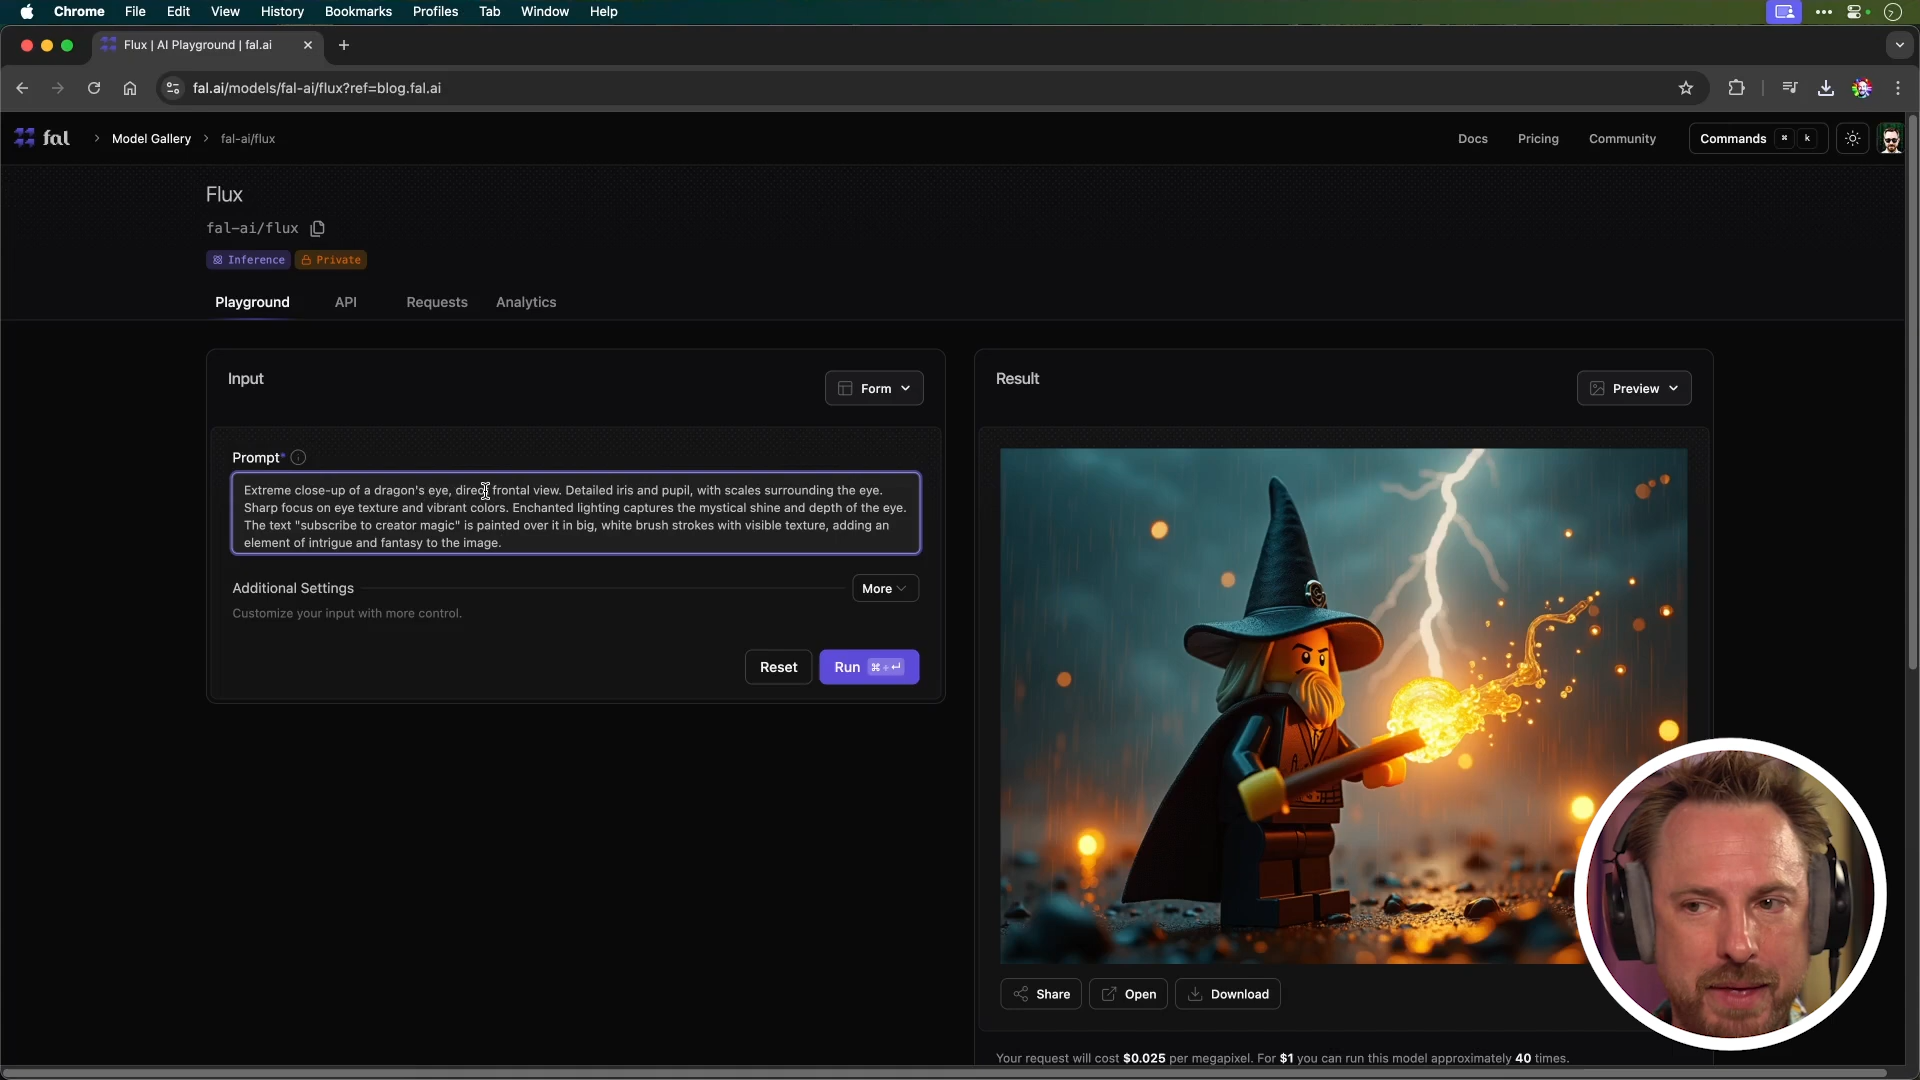 Chrome File Edit View History Bookmarks Profiles Tab Window Help
Flux | AI Playground | fal.ai
fal.ai/models/fal-ai/flux?ref=blog.fal.ai
fal Model Gallery fal-ai/flux Docs Pricing Community Commands ⌘ k
Flux
fal-ai/flux
Inference Private
Playground API Requests Analytics
Input Form
Prompt*
Extreme close-up of a dragon's eye, direct frontal view. Detailed iris and pupil, with scales surrounding the eye.
Sharp focus on eye texture and vibrant colors. Enchanted lighting captures the mystical shine and depth of the eye.
The text "subscribe to creator magic" is painted over it in big, white brush strokes with visible texture, adding an
element of intrigue and fantasy to the image.
Additional Settings More
Customize your input with more control.
Reset Run ⌘+↵
Result Preview
Share Open Download
Your request will cost $0.025 per megapixel. For $1 you can run this model approximately 40 times.